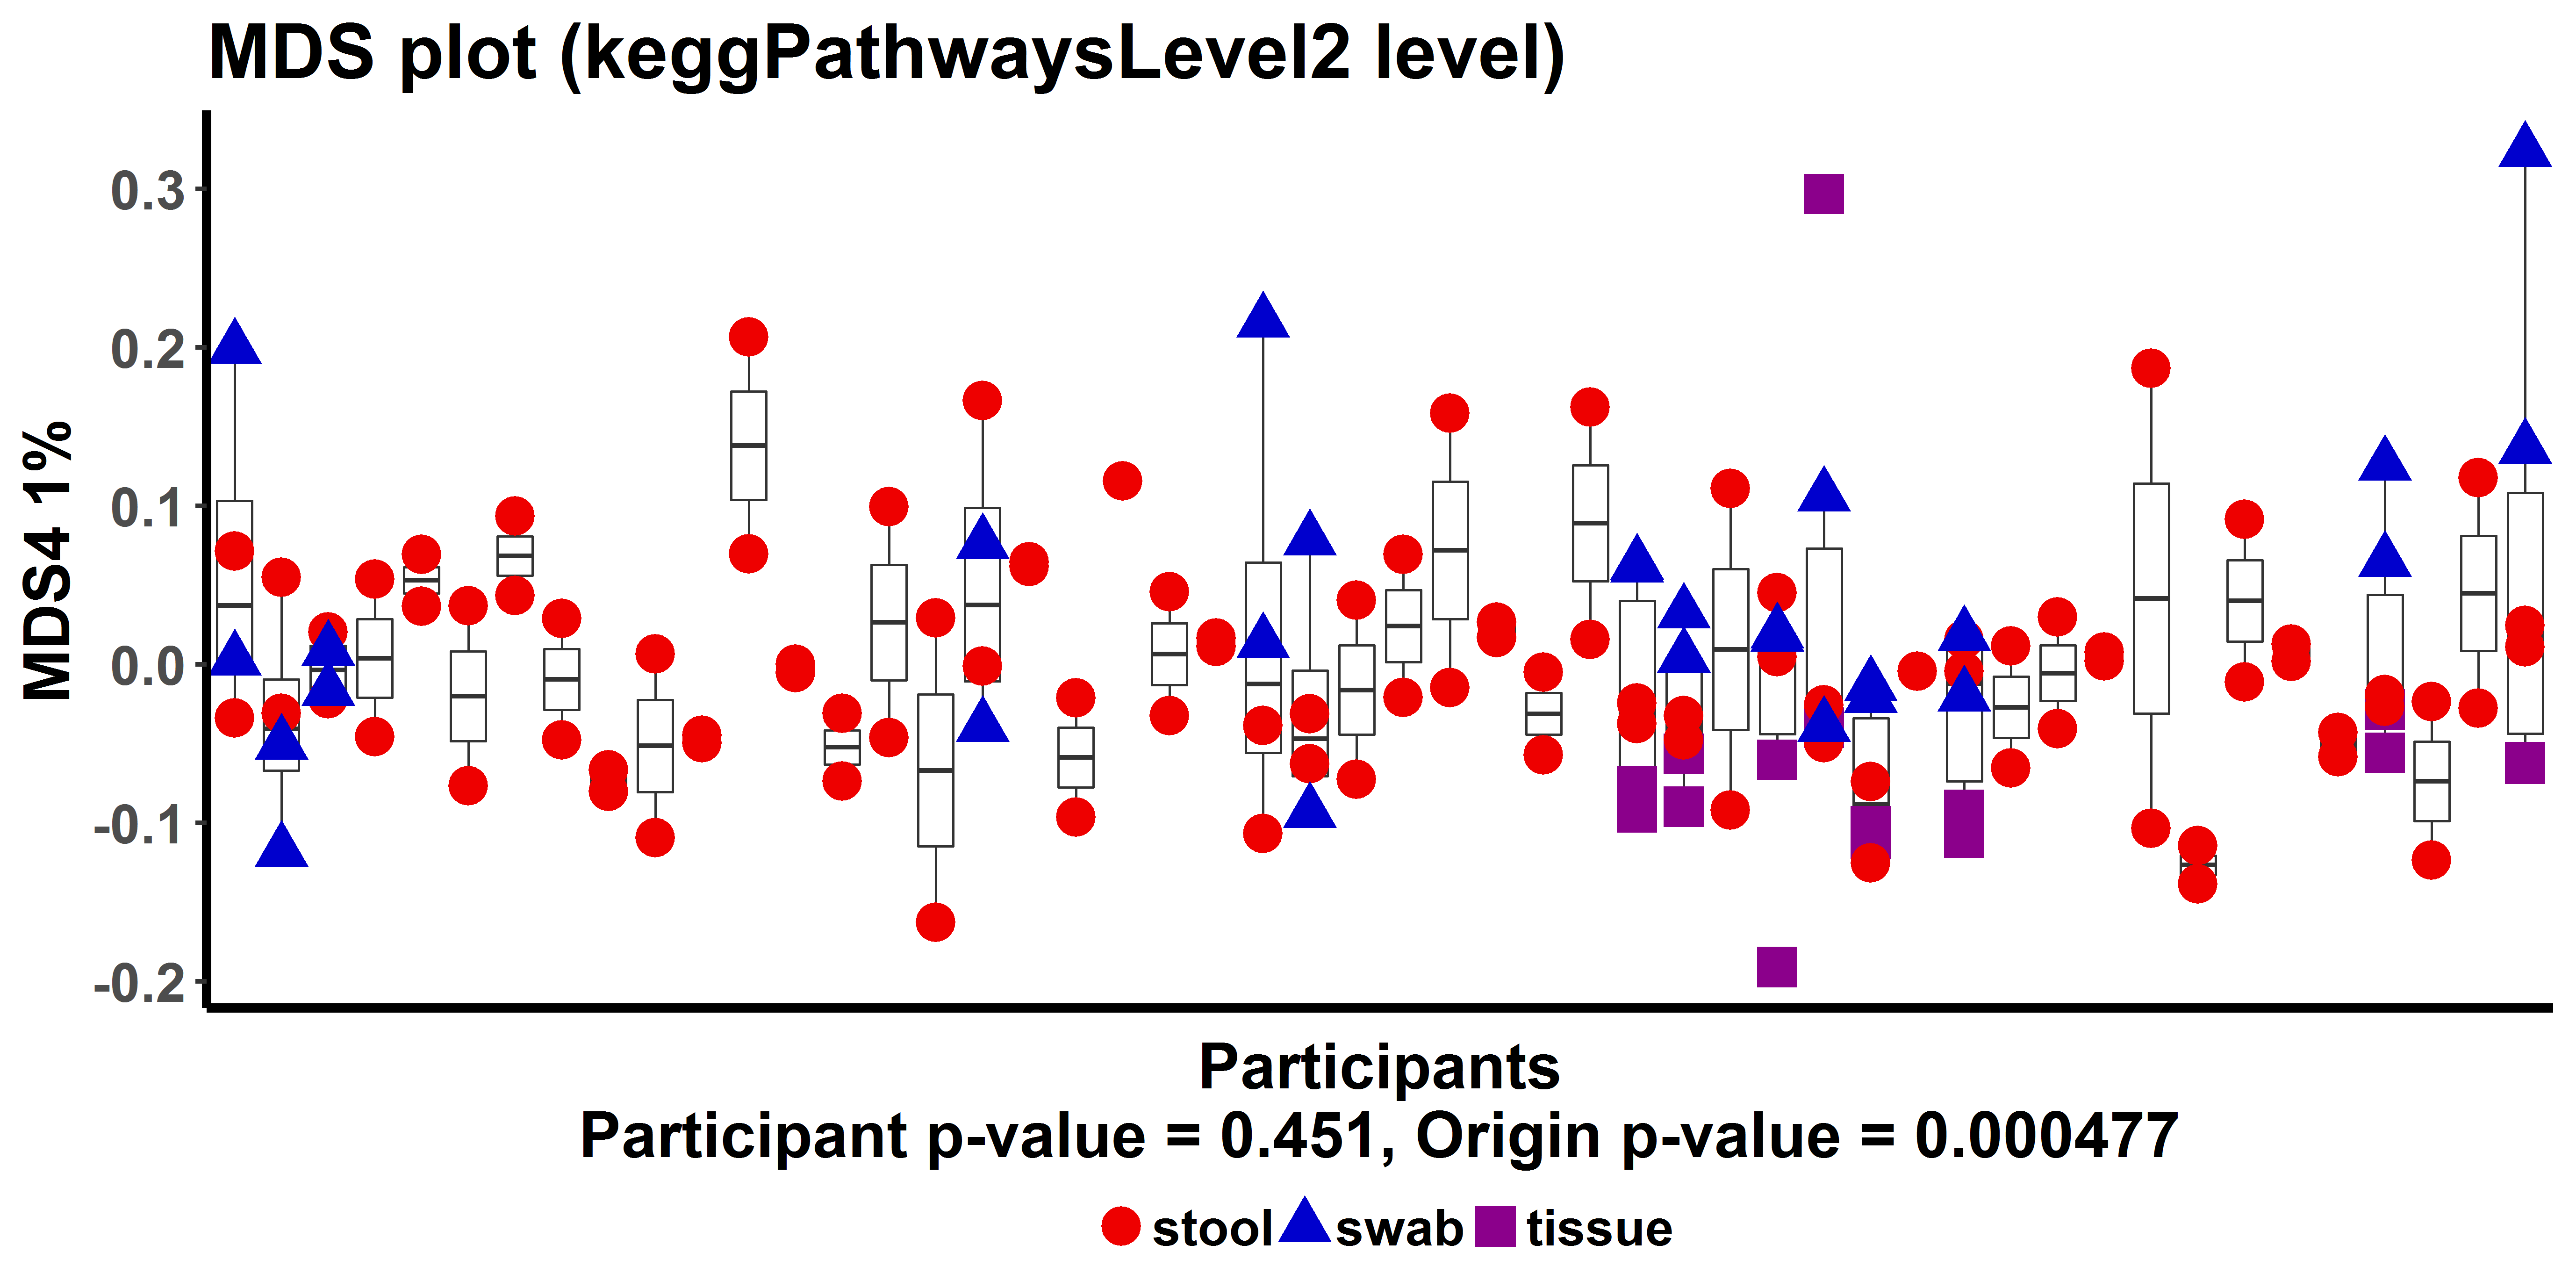 MDS plot (keggPathwaysLevel2 level)
MDS4 1%
0.3
0.2
0.1
0.0
-0.1
-0.2
Participants
Participant p-value = 0.451, Origin p-value = 0.000477
stool swab tissue